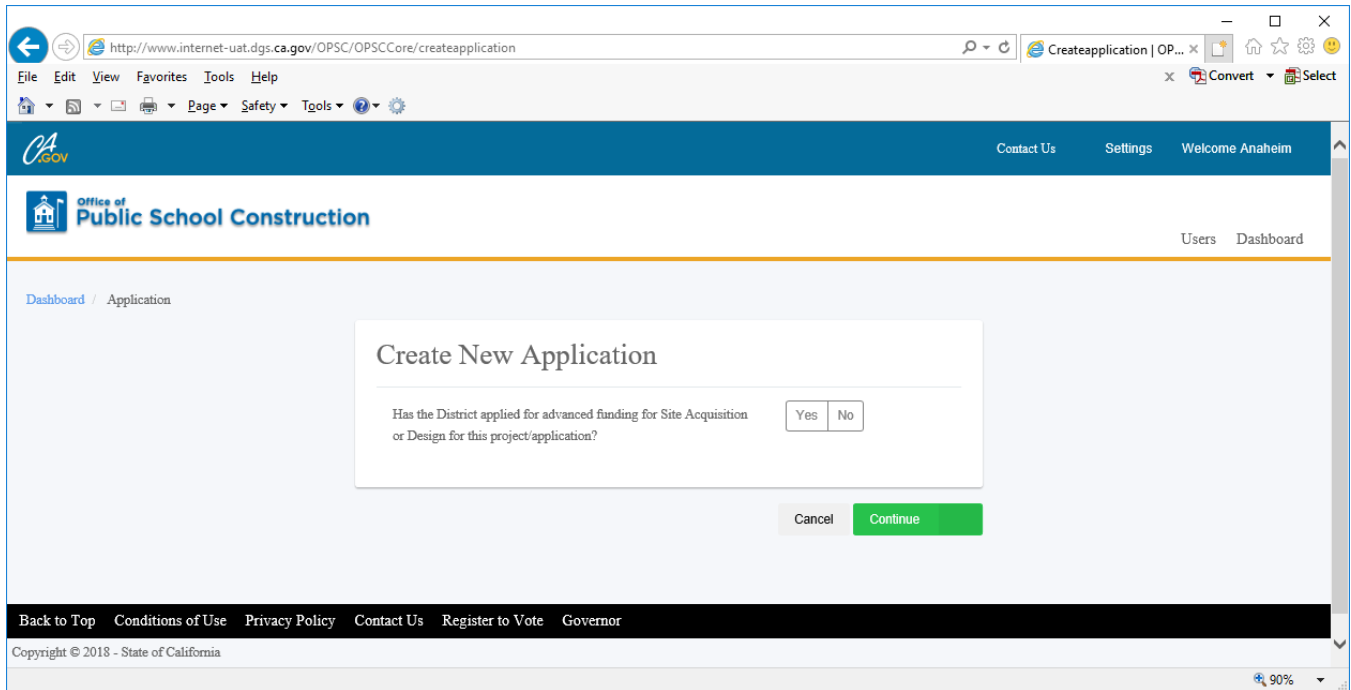 http://www.internet-uat.dgs.ca.gov/OPSC/OPSCCore/createapplication
Createapplication | OP...
File Edit View Favorites Tools Help
x Convert Select
Page Safety Tools
CA.GOV
Contact Us Settings Welcome Anaheim
Office of
Public School Construction
Users Dashboard
Dashboard / Application
Create New Application
Has the District applied for advanced funding for Site Acquisition
or Design for this project/application?
Yes No
Cancel Continue
Back to Top Conditions of Use Privacy Policy Contact Us Register to Vote Governor
Copyright © 2018 - State of California
90%